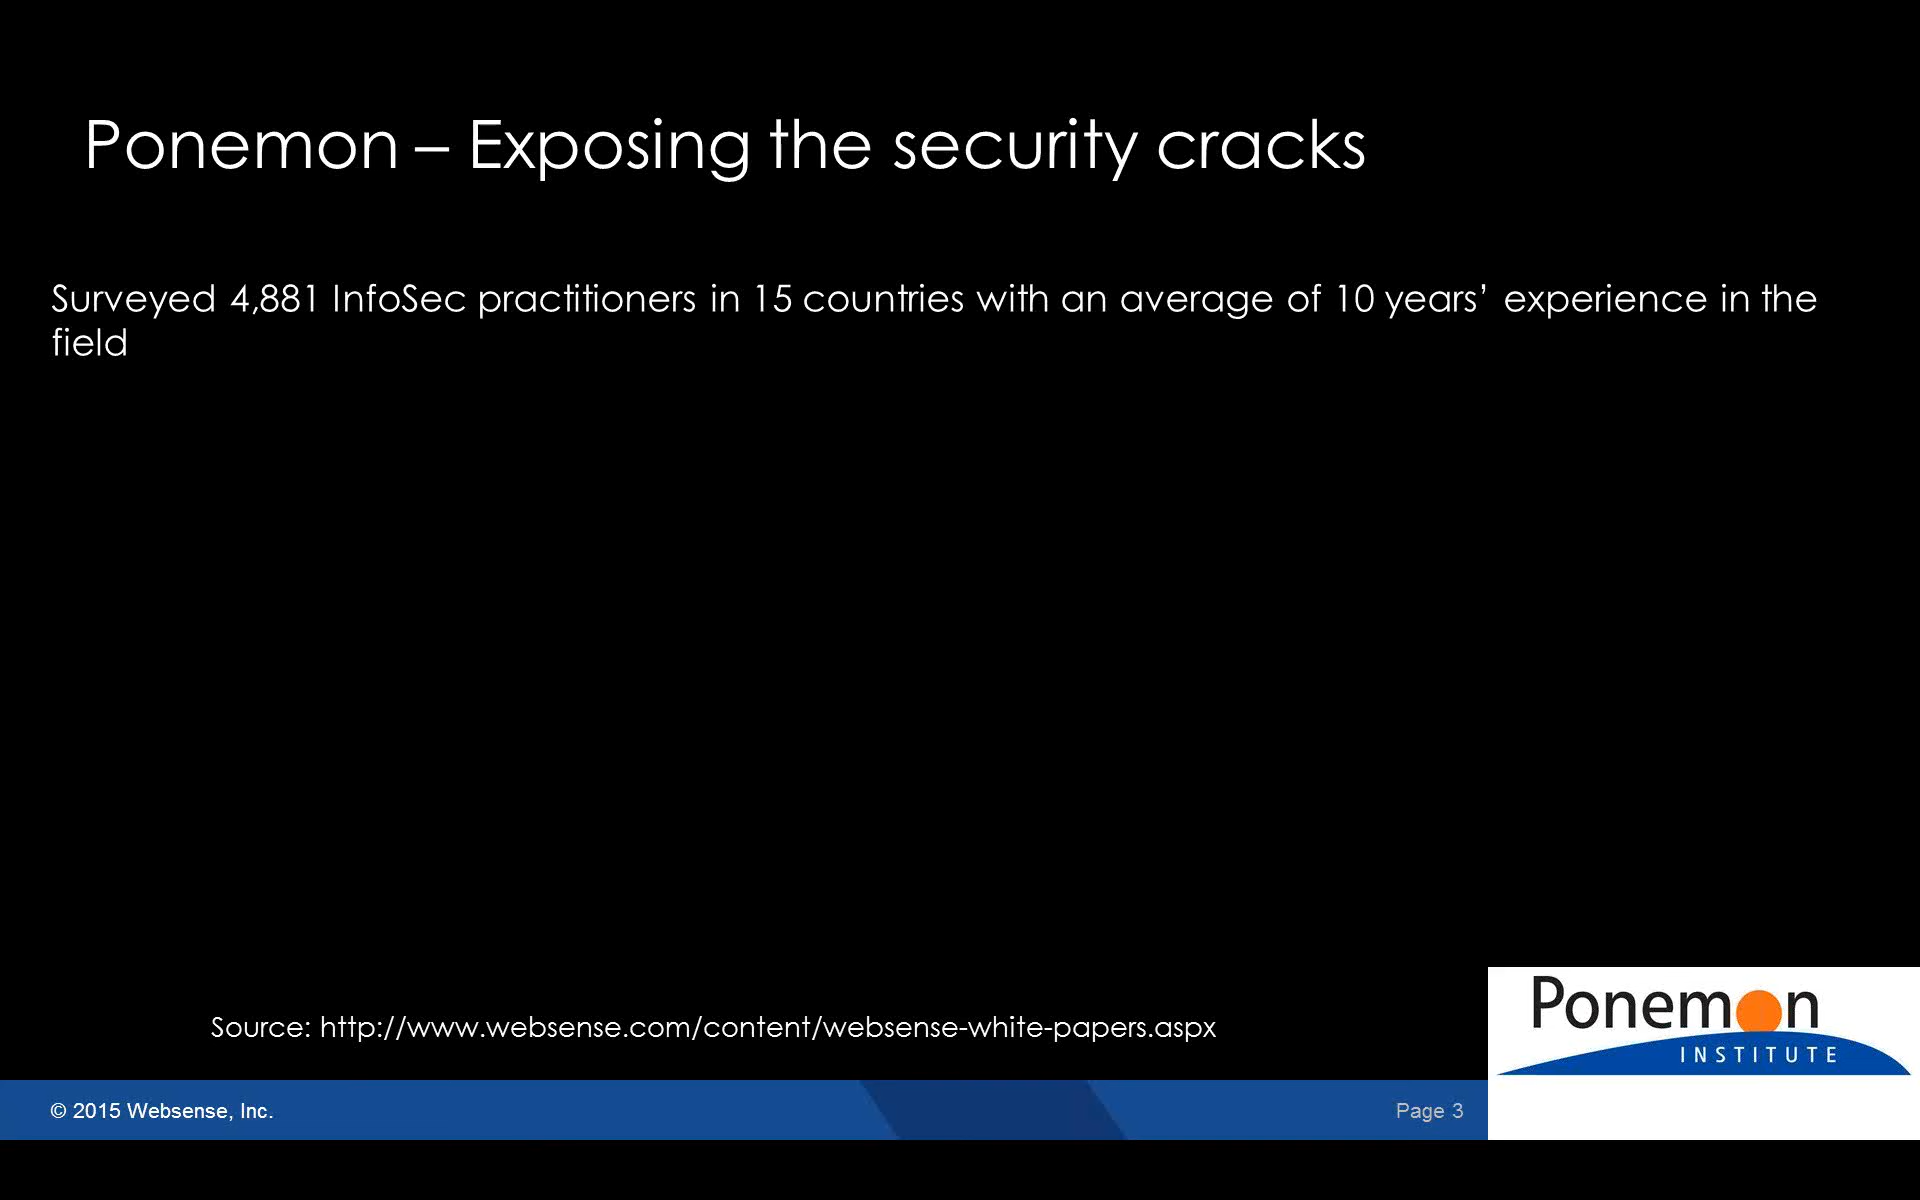 Ponemon – Exposing the security cracks
Surveyed 4,881 InfoSec practitioners in 15 countries with an average of 10 years’ experience in the
field
Source: http://www.websense.com/content/websense-white-papers.aspx
Ponemon
INSTITUTE
© 2015 Websense, Inc.
Page 3